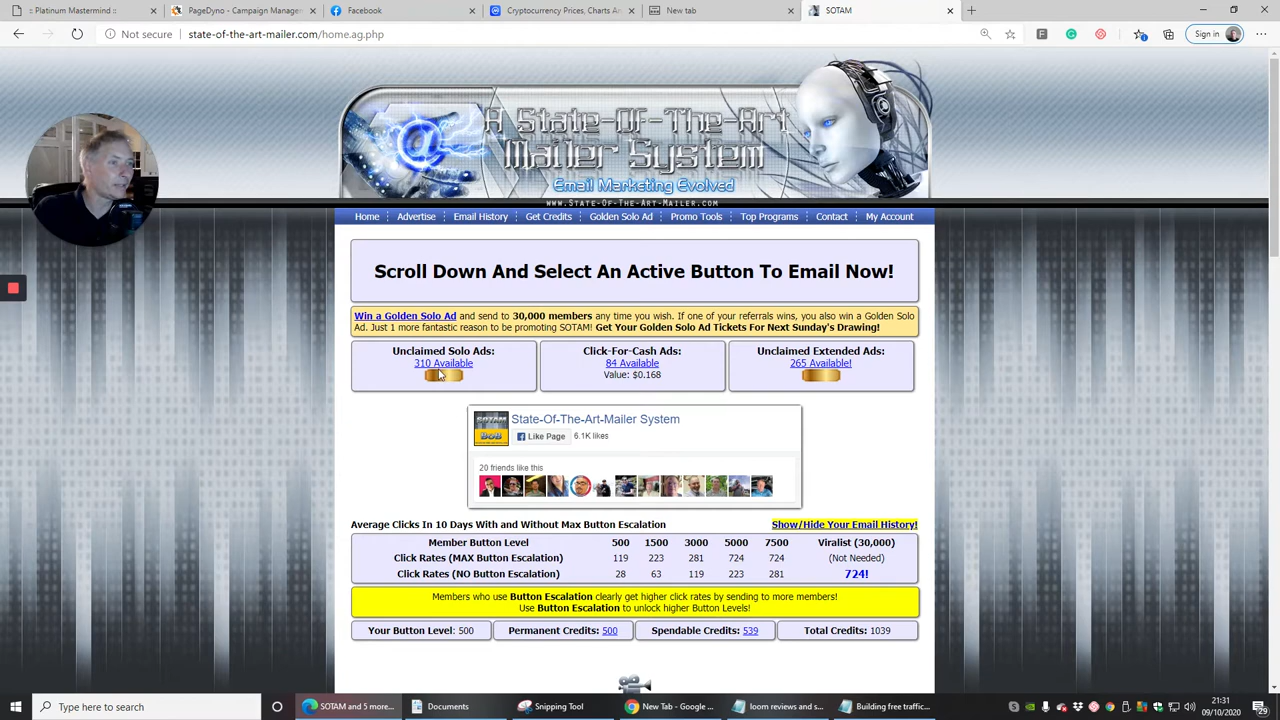 :: Platinum Mastermind ::
PageDyno - Campaign Manageme
Facebook
Cryptocurrency Prices, Charts An
New tab
SOTAM
Not secure
state-of-the-art-mailer.com/home.ag.php
Sign in
A State-Of-The-Art
Mailer System
Email Marketing Evolved
www.State-Of-The-Art-Mailer.com
Home
Advertise
Email History
Get Credits
Golden Solo Ad
Promo Tools
Top Programs
Contact
My Account
Scroll Down And Select An Active Button To Email Now!
Win a Golden Solo Ad and send to 30,000 members any time you wish. If one of your referrals wins, you also win a Golden Solo
Ad. Just 1 more fantastic reason to be promoting SOTAM! Get Your Golden Solo Ad Tickets For Next Sunday's Drawing!
Unclaimed Solo Ads:
310 Available
Click-For-Cash Ads:
84 Available
Value: $0.168
Unclaimed Extended Ads:
265 Available!
SOTAM
BOB
State-Of-The-Art-Mailer System
Like Page
6.1K likes
20 friends like this
Average Clicks In 10 Days With and Without Max Button Escalation
Show/Hide Your Email History!
Member Button Level 500 1500 3000 5000 7500 Viralist (30,000)
Click Rates (MAX Button Escalation) 119 223 281 724 724 (Not Needed)
Click Rates (NO Button Escalation) 28 63 119 223 281 724!
Members who use Button Escalation clearly get higher click rates by sending to more members!
Use Button Escalation to unlock higher Button Levels!
Your Button Level: 500
Permanent Credits: 500
Spendable Credits: 539
Total Credits: 1039
Type here to search
SOTAM and 5 more...
Documents
Snipping Tool
New Tab - Google ...
loom reviews and s...
Building free traffic...
21:31
09/10/2020
29